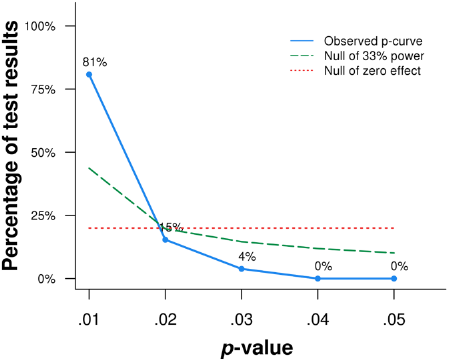 Percentage of test results
100%
75%
50%
25%
0%
81%
15%
4%
0%
0%
Observed p-curve
Null of 33% power
Null of zero effect
.01 .02 .03 .04 .05
p-value